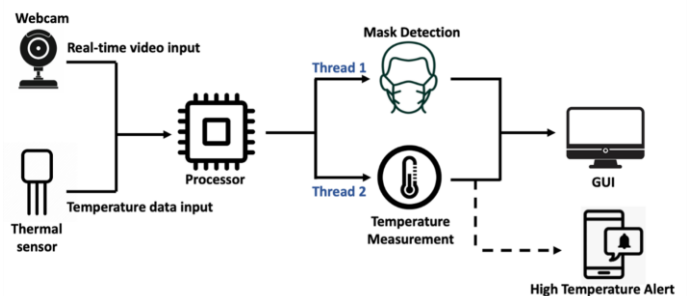 Webcam
Real-time video input
Mask Detection
Thread 1
Processor
Thread 2
GUI
Temperature data input
Thermal
sensor
Temperature
Measurement
High Temperature Alert